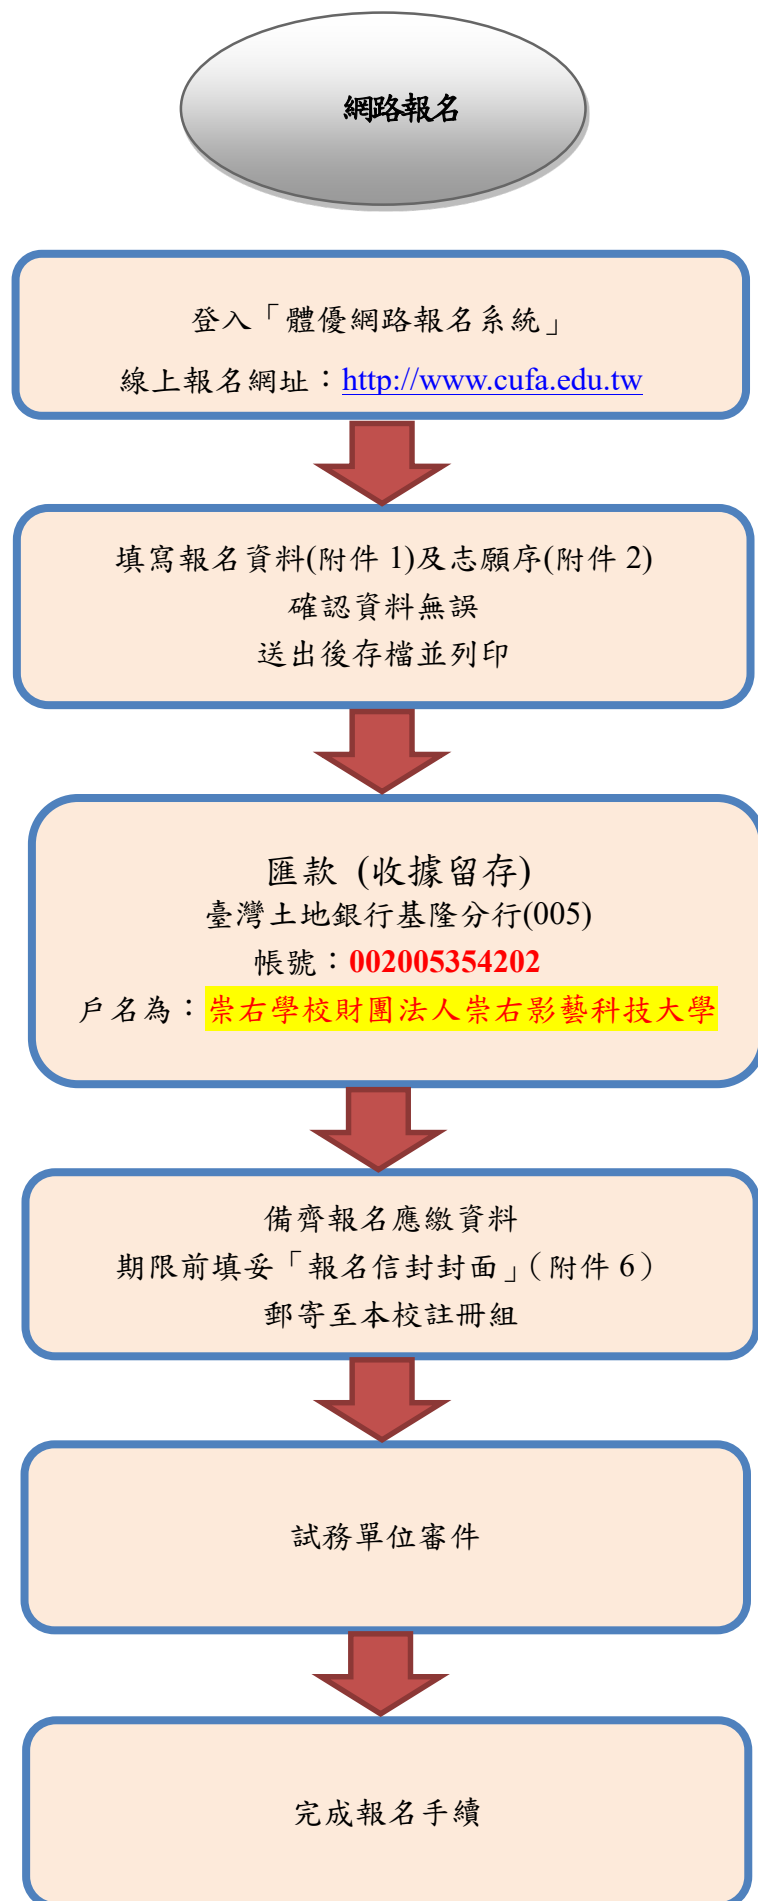 網路報名
登入「體優網路報名系統」
線上報名網址：http://www.cufa.edu.tw
填寫報名資料(附件 1)及志願序(附件 2)
確認資料無誤
送出後存檔並列印
匯款 (收據留存)
臺灣土地銀行基隆分行(005)
帳號：002005354202
戶名為：崇右學校財團法人崇右影藝科技大學
備齊報名應繳資料
期限前填妥「報名信封封面」（附件 6）
郵寄至本校註冊組
試務單位審件
完成報名手續